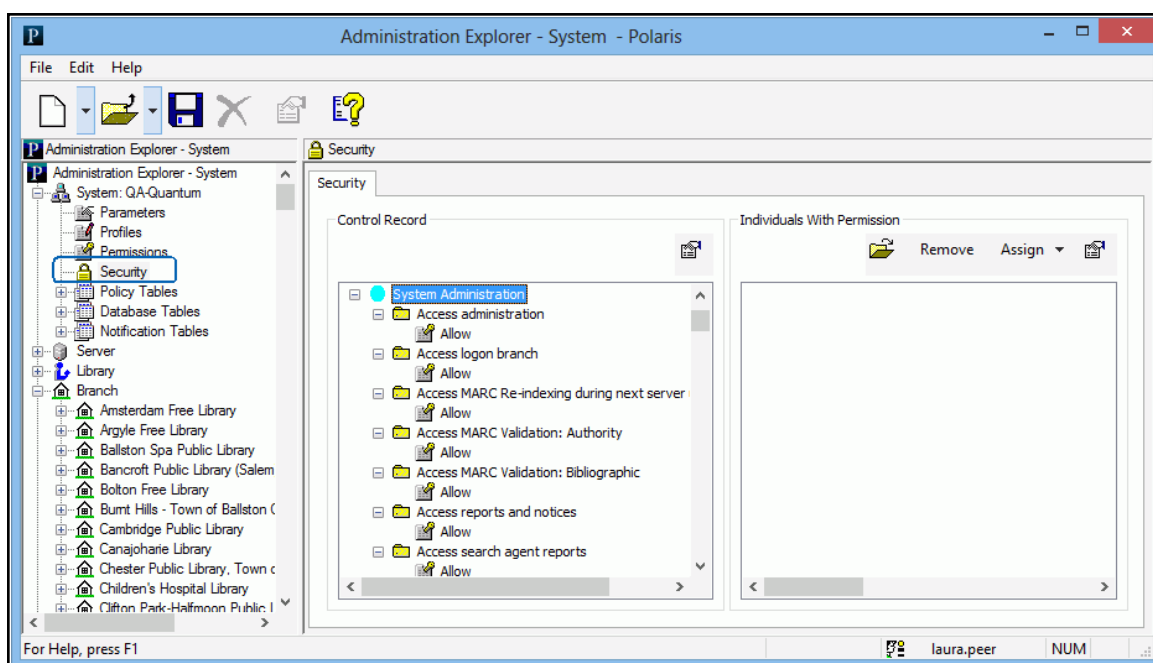 P
Administration Explorer - System - Polaris
File Edit Help
P Administration Explorer - System
Security
P Administration Explorer - System
System: QA-Quantum
Parameters
Profiles
Permissions
Security
Policy Tables
Database Tables
Notification Tables
Server
Library
Branch
Amsterdam Free Library
Argyle Free Library
Ballston Spa Public Library
Bancroft Public Library (Salem
Bolton Free Library
Burnt Hills - Town of Ballston (
Cambridge Public Library
Canajoharie Library
Chester Public Library, Town c
Children's Hospital Library
Clifton Park-Halfmoon Public l
Security
Control Record
System Administration
Access administration
Allow
Access logon branch
Allow
Access MARC Re-indexing during next server
Allow
Access MARC Validation: Authority
Allow
Access MARC Validation: Bibliographic
Allow
Access reports and notices
Allow
Access search agent reports
Allow
Individuals With Permission
Remove Assign
For Help, press F1
laura.peer
NUM